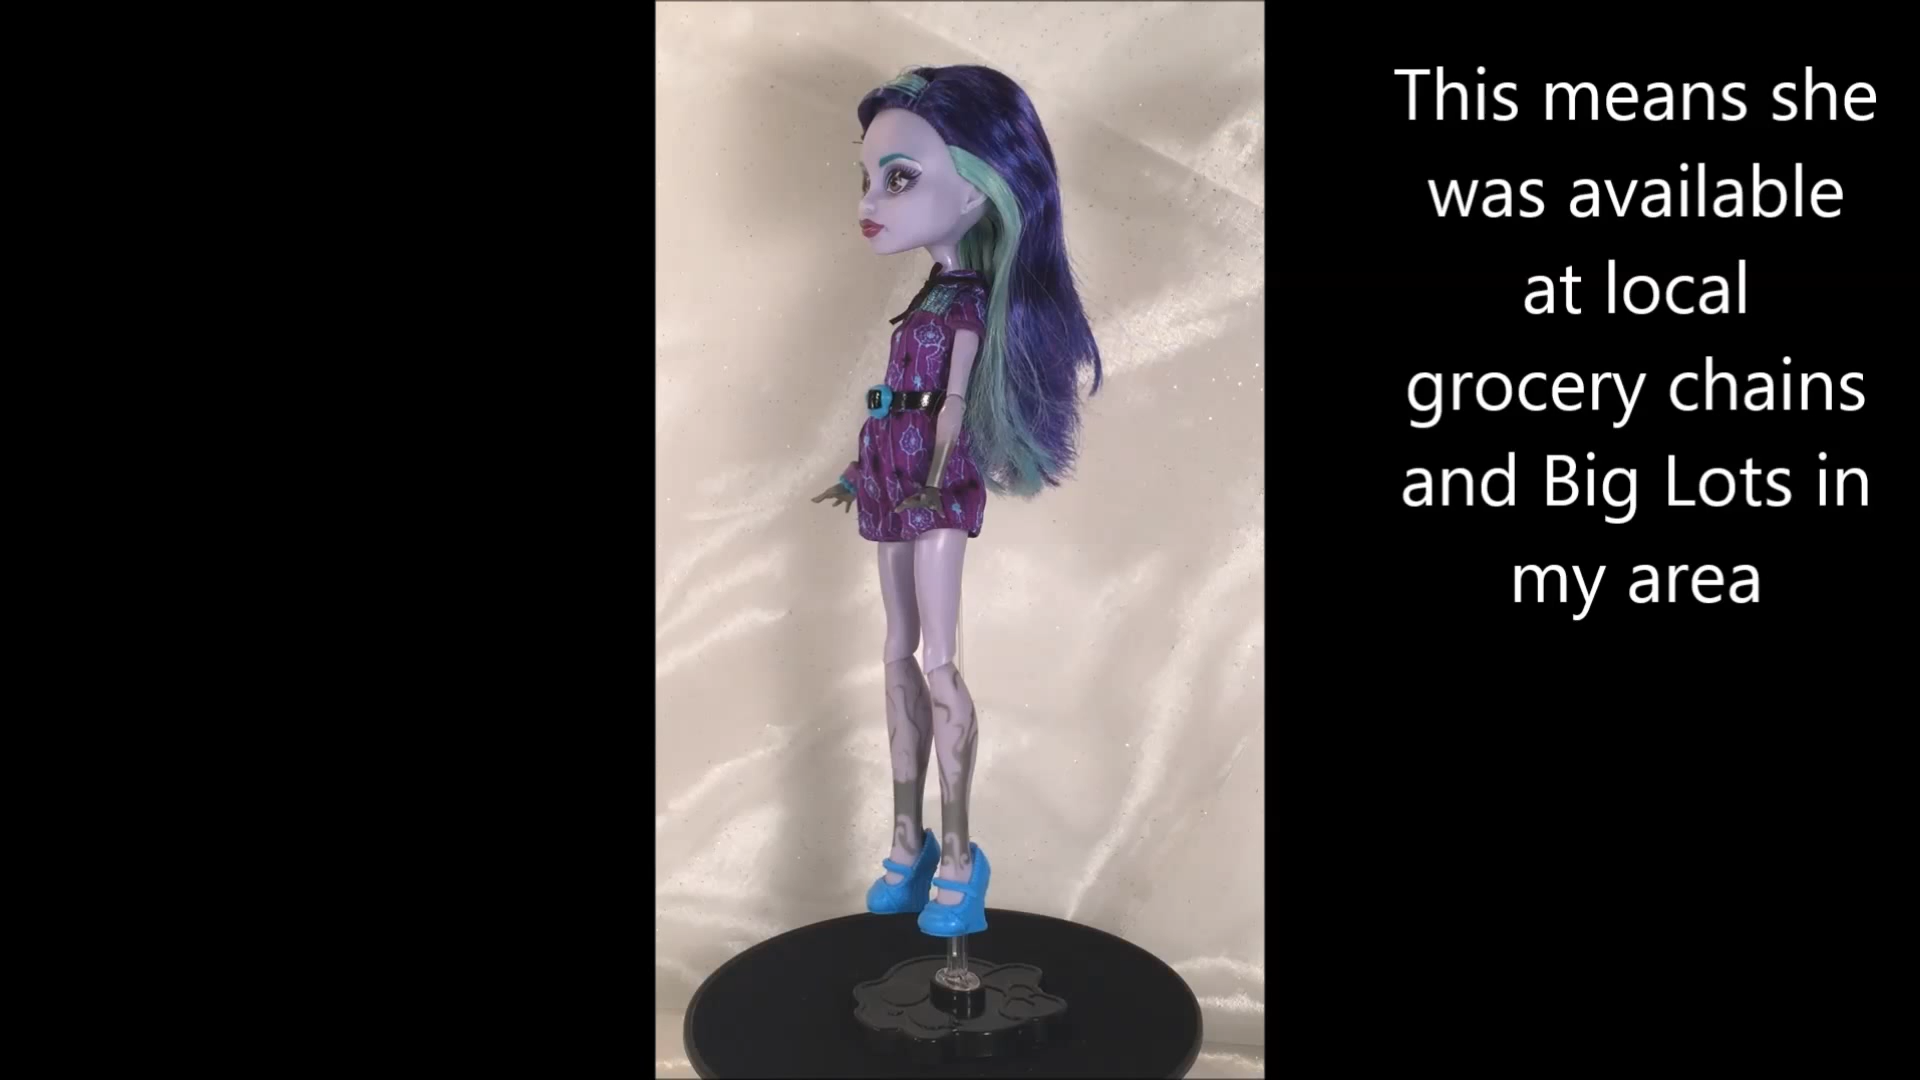 This means she
was available
at local
grocery chains
and Big Lots in
my area